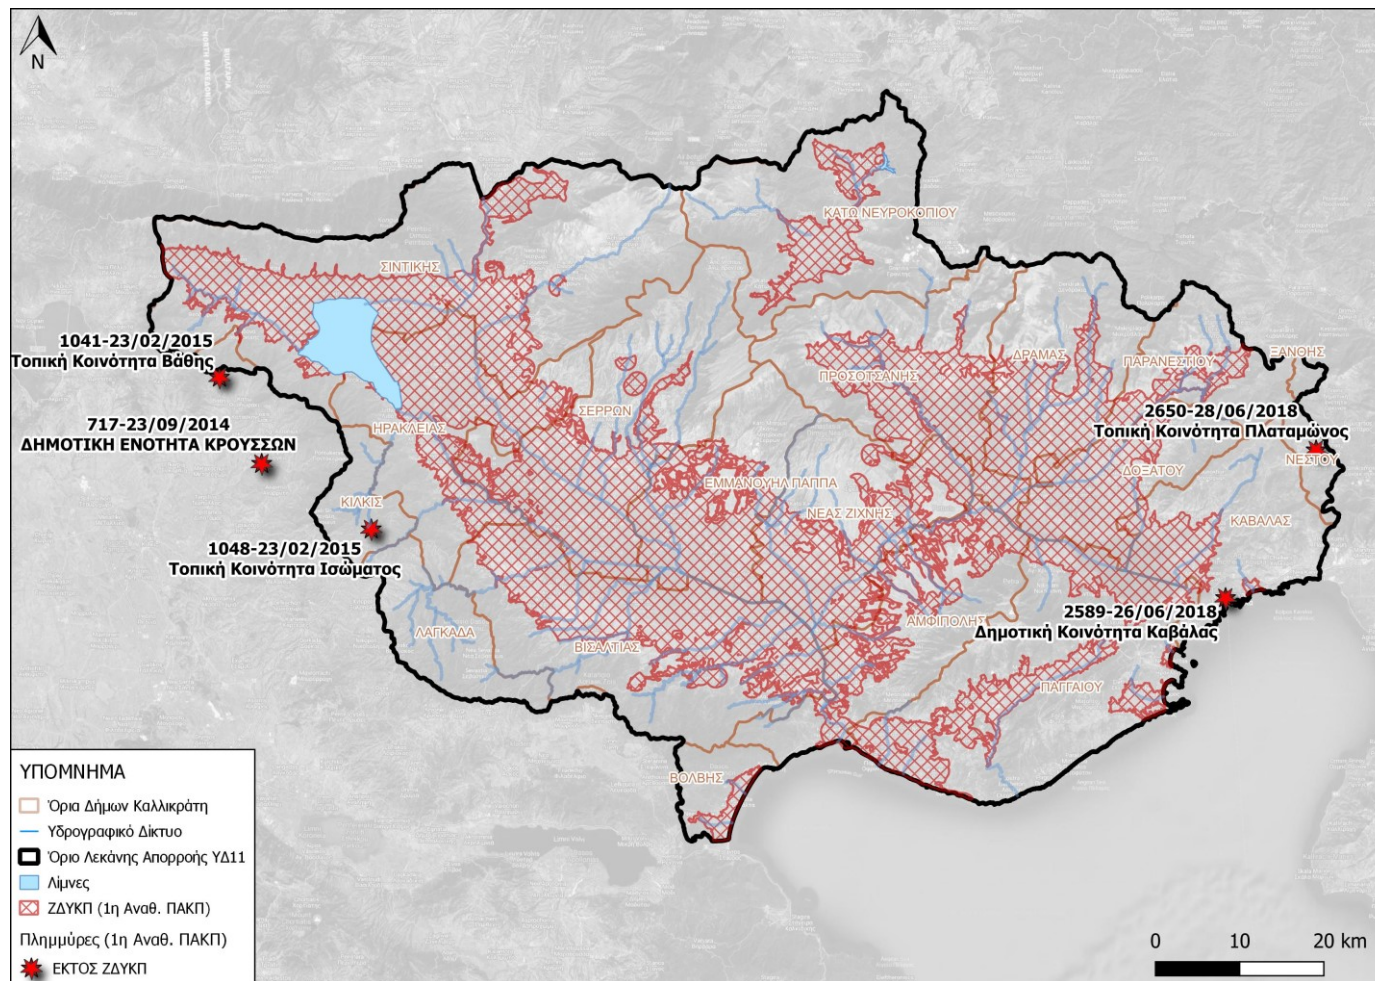 N
ΚΑΤΩ ΝΕΥΡΟΚΟΠΙΟΥ
ΣΙΝΤΙΚΗΣ
1041-23/02/2015
Τοπική Κοινότητα Βάθης
ΠΡΟΣΟΤΣΑΝΗΣ
ΔΡΑΜΑΣ
ΠΑΡΑΝΕΣΤΙΟΥ
ΞΑΝΘΗΣ
717-23/09/2014
ΔΗΜΟΤΙΚΗ ΕΝΟΤΗΤΑ ΚΡΟΥΣΣΩΝ
ΗΡΑΚΛΕΙΑΣ
ΣΕΡΡΩΝ
2650-28/06/2018
Τοπική Κοινότητα Πλαταμώνος
ΝΕΣΤΟΥ
ΔΟΞΑΤΟΥ
ΕΜΜΑΝΟΥΗΛ ΠΑΠΠΑ
ΝΕΑΣ ΖΙΧΝΗΣ
ΚΑΒΑΛΑΣ
ΚΙΛΚΙΣ
1048-23/02/2015
Τοπική Κοινότητα Ισώματος
2589-26/06/2018
Δημοτική Κοινότητα Καβάλας
ΑΜΦΙΠΟΛΗΣ
ΛΑΓΚΑΔΑ
ΒΙΣΑΛΤΙΑΣ
ΠΑΓΓΑΙΟΥ
ΒΟΛΒΗΣ
ΥΠΟΜΝΗΜΑ
Όρια Δήμων Καλλικράτη
Υδρογραφικό Δίκτυο
Όριο Λεκάνης Απορροής ΥΔ11
Λίμνες
ΖΔΥΚΠ (1η Αναθ. ΠΑΚΠ)
Πλημμύρες (1η Αναθ. ΠΑΚΠ)
ΕΚΤΟΣ ΖΔΥΚΠ
0 10 20 km